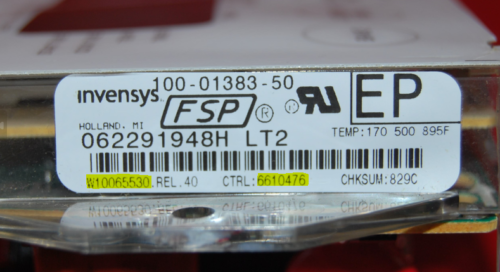 100-01383-50
invensys FSP ® ® RU EP
HOLLAND, MI
TEMP:170 500 895F
062291948H LT2
W10065530.REL.40 CTRL:6610476 CHKSUM:829C